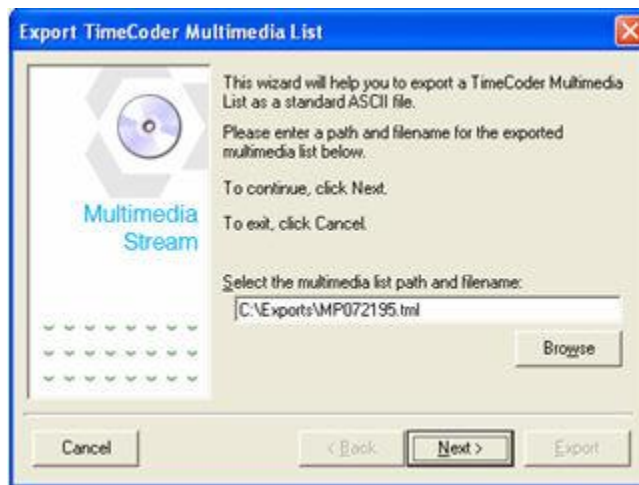 Export TimeCoder Multimedia List
This wizard will help you to export a TimeCoder Multimedia
List as a standard ASCII file.
Please enter a path and filename for the exported
multimedia list below.
To continue, click Next.
To exit, click Cancel.
Multimedia
Stream
Select the multimedia list path and filename:
C:\Exports\MP072195.tml
Browse
Cancel
< Back
Next >
Export